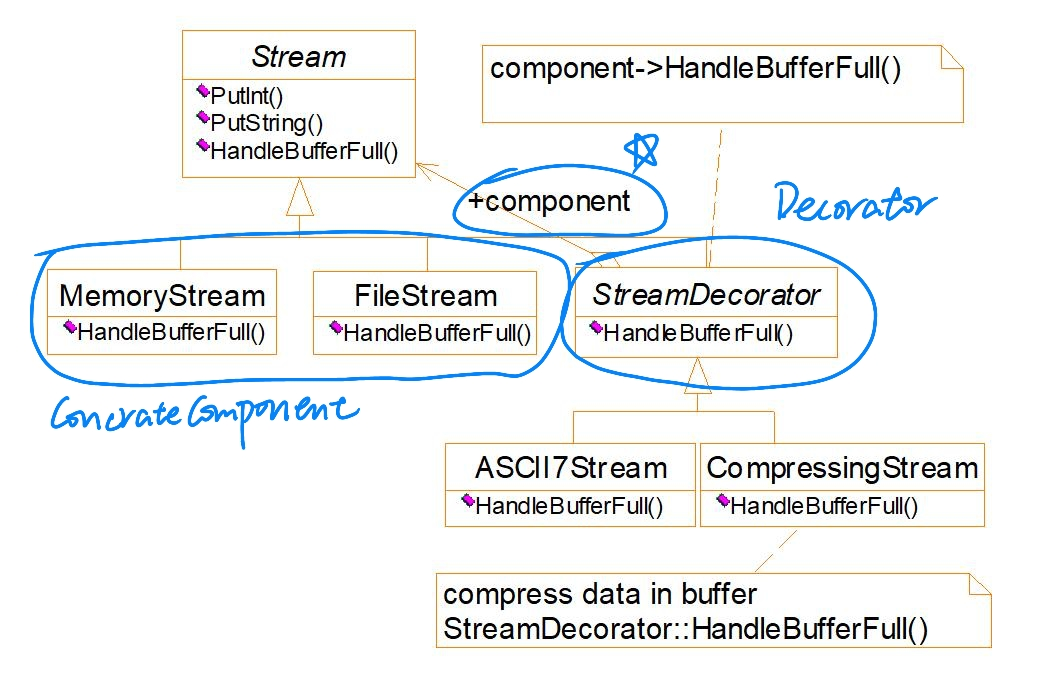 Stream
component->HandleBufferFull()
PutInt()
PutString()
HandleBufferFull()
+component
Decorator
MemoryStream
HandleBufferFull()
FileStream
HandleBufferFull()
StreamDecorator
HandleBufferFull()
ConcrateComponent
ASCII7Stream
HandleBufferFull()
CompressingStream
HandleBufferFull()
compress data in buffer
StreamDecorator::HandleBufferFull()